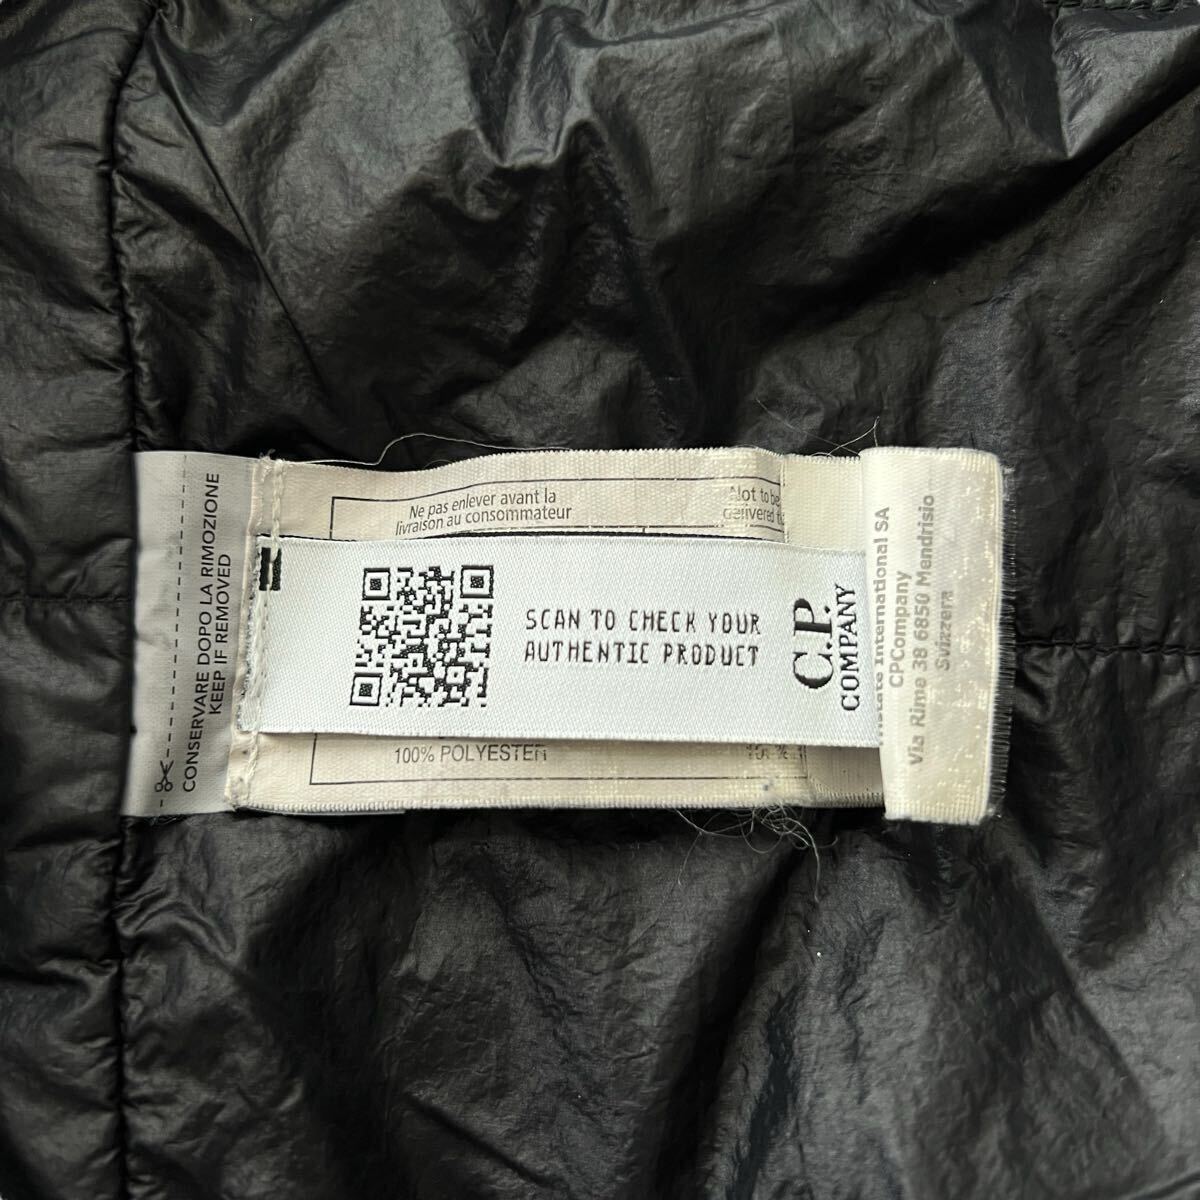 CONSERVARE DOPO LA RIMOZIONE
KEEP IF REMOVED
Ne pas enlever avant la
livraison au consommateur
Not to be
delivered
SCAN TO CHECK YOUR
AUTHENTIC PRODUCT
C.P.
COMPANY
100% POLYESTER
International SA
CPCompany
Via Rime 38 6850 Mendrisio
Svizzera